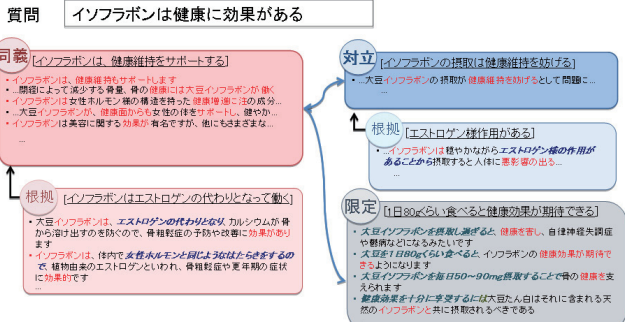 質問
イソフラボンは健康に効果がある
同義
[イソフラボンは、健康維持をサポートする]
• イソフラボンは、健康維持もサポートします
• ...閉経によって減少する骨量、骨の健康には大豆イソフラボンが働く
• イソフラボンは女性ホルモン様の構造を持った健康増進に注の成分...
• ...大豆イソフラボンが、健康面からも女性の体をサポートし、健やか...
• イソフラボンは美容に関する効果が有名ですが、他にもさまざまな...
...
根拠
[イソフラボンはエストロゲンの代わりとなって働く]
• 大豆イソフラボンは、エストロゲンの代わりとなり、カルシウムが骨
から溶け出すのを防ぐので、骨粗鬆症の予防や改善に効果があり
ます
• イソフラボンは、体内で女性ホルモンと同じようなはたらきをするの
で、植物由来のエストロゲンといわれ、骨粗鬆症や更年期の症状
に効果的です
...
対立
[イソフラボンの摂取は健康維持を妨げる]
• ...大豆イソフラボンの摂取が健康維持を妨げるとして問題に...
...
根拠
[エストロゲン様作用がある]
• ...イソフラボンは穏やかながらエストロゲン様の作用が
あることから摂取すると人体に悪影響の出る...
...
限定
[1日80gくらい食べると健康効果が期待できる]
• 大豆イソフラボンを摂取し過ぎると、健康を害し、自律神経失調症
や鬱病などになるみたいです
• 大豆を1日80gくらい食べると、イソフラボンの健康効果が期待で
きるようになります
• 大豆イソフラボンを毎日50~90mg摂取することで骨の健康を支
えられます
• 健康効果を十分に享受するには大豆たん白はそれに含まれる天
然のイソフラボンと共に摂取されるべきである